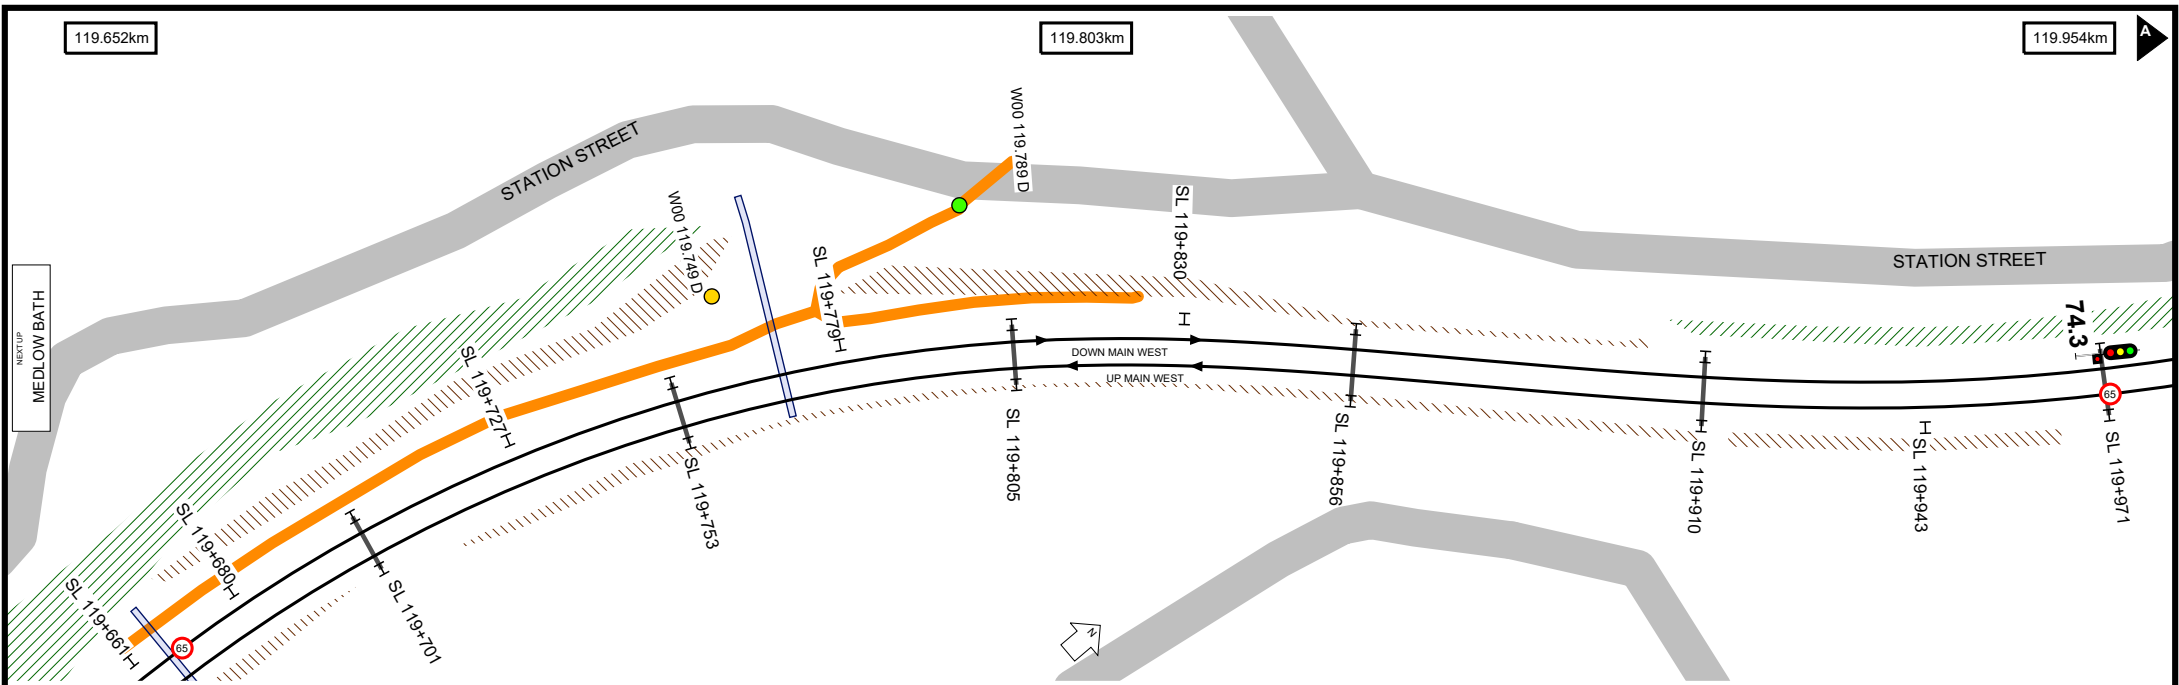 119.652km
119.803km
119.954km
A
STATION STREET
W00 119.789 D
W00 119.749 D
SL 119+830
SL 119+779
STATION STREET
NEXT UP
MEDLOW BATH
74.3
DOWN MAIN WEST
UP MAIN WEST
SL 119+727
65
SL 119+753
SL 119+805
SL 119+856
SL 119+910
SL 119+943
SL 119+971
SL 119+680
SL 119+661
SL 119+701
65
N